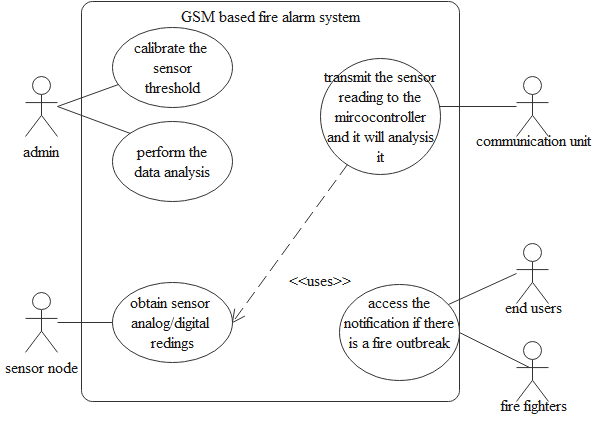 GSM based fire alarm system
calibrate the
sensor
threshold
admin
perform the
data analysis
transmit the sensor
reading to the
mircocontroller
and it will analysis
it
communication unit
<<uses>>
obtain sensor
analog/digital
redings
sensor node
access the
notification if there
is a fire outbreak
end users
fire fighters